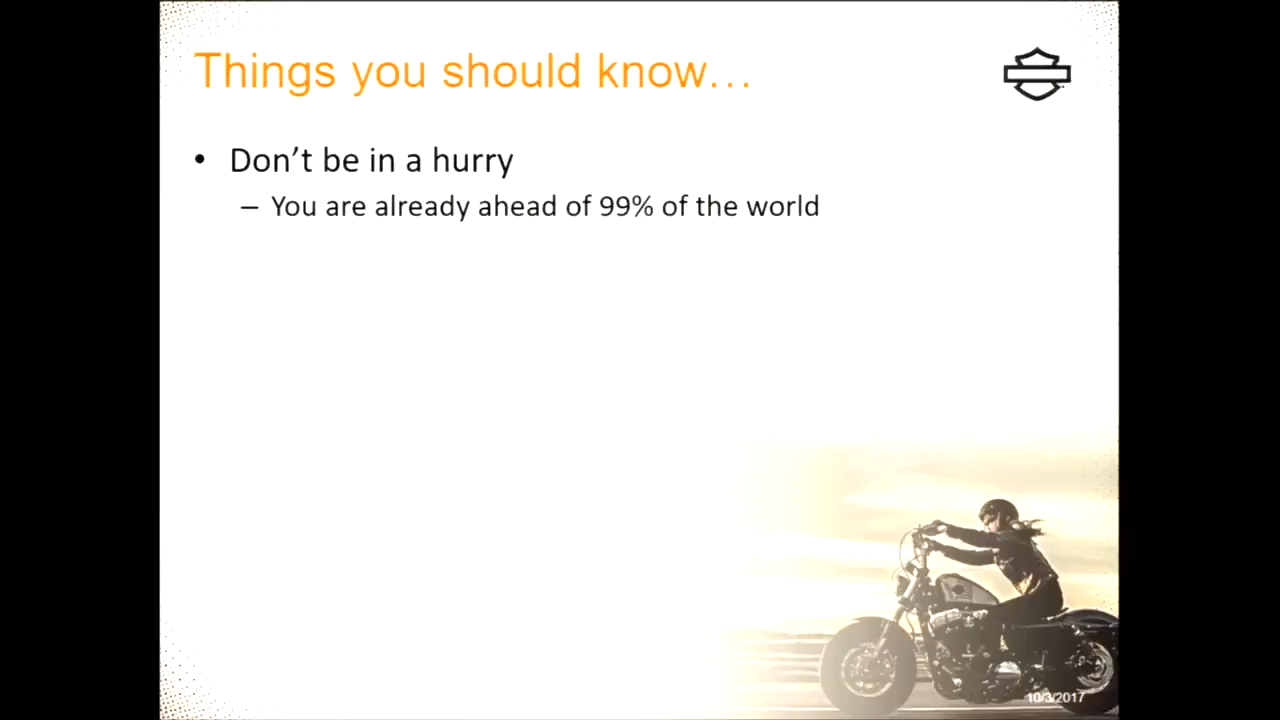 Things you should know…
• Don’t be in a hurry
– You are already ahead of 99% of the world
10/3/2017